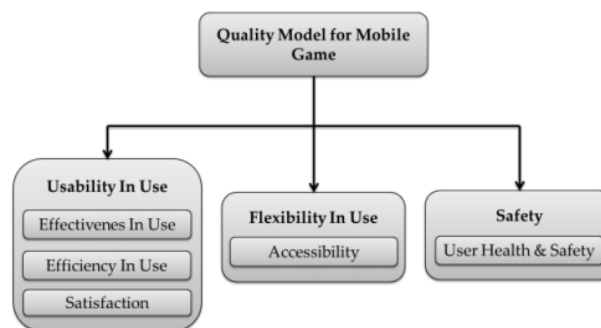 Quality Model for Mobile
Game
Usability In Use
Effectivenes In Use
Efficiency In Use
Satisfaction
Flexibility In Use
Accessibility
Safety
User Health & Safety